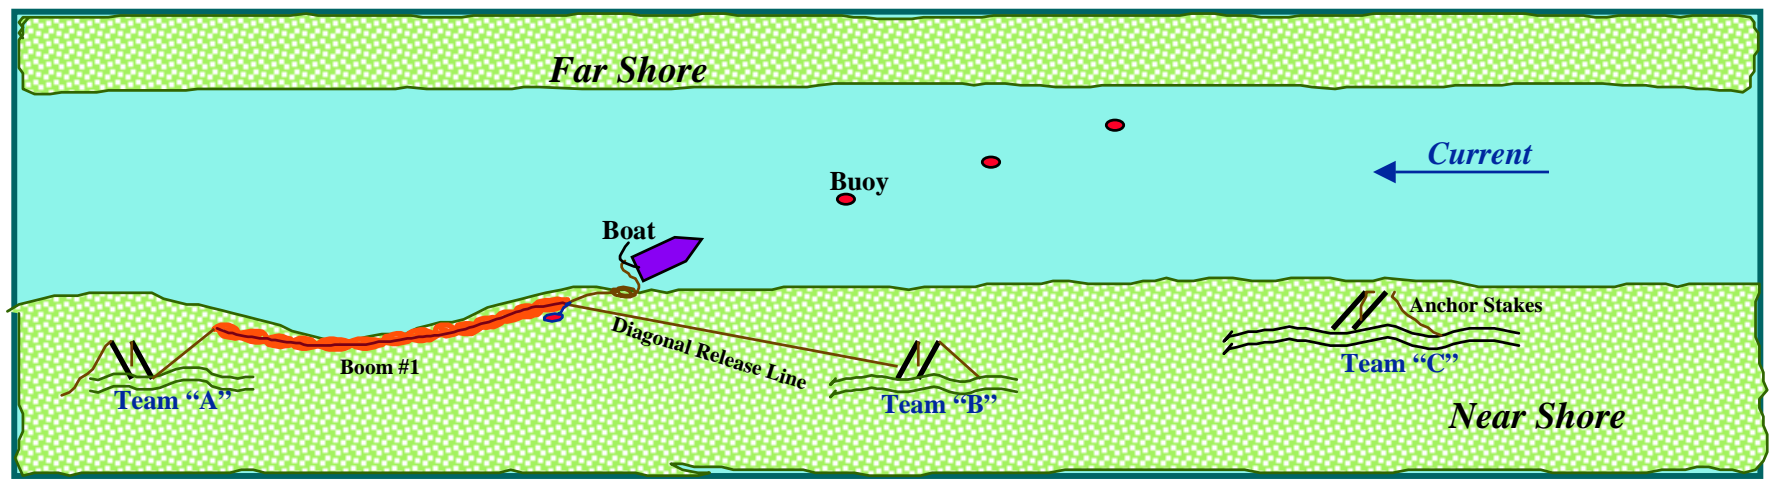 Far Shore
Current
Buoy
Boat
Anchor Stakes
Diagonal Release Line
Boom #1
Team “C”
Team “A”
Team “B”
Near Shore